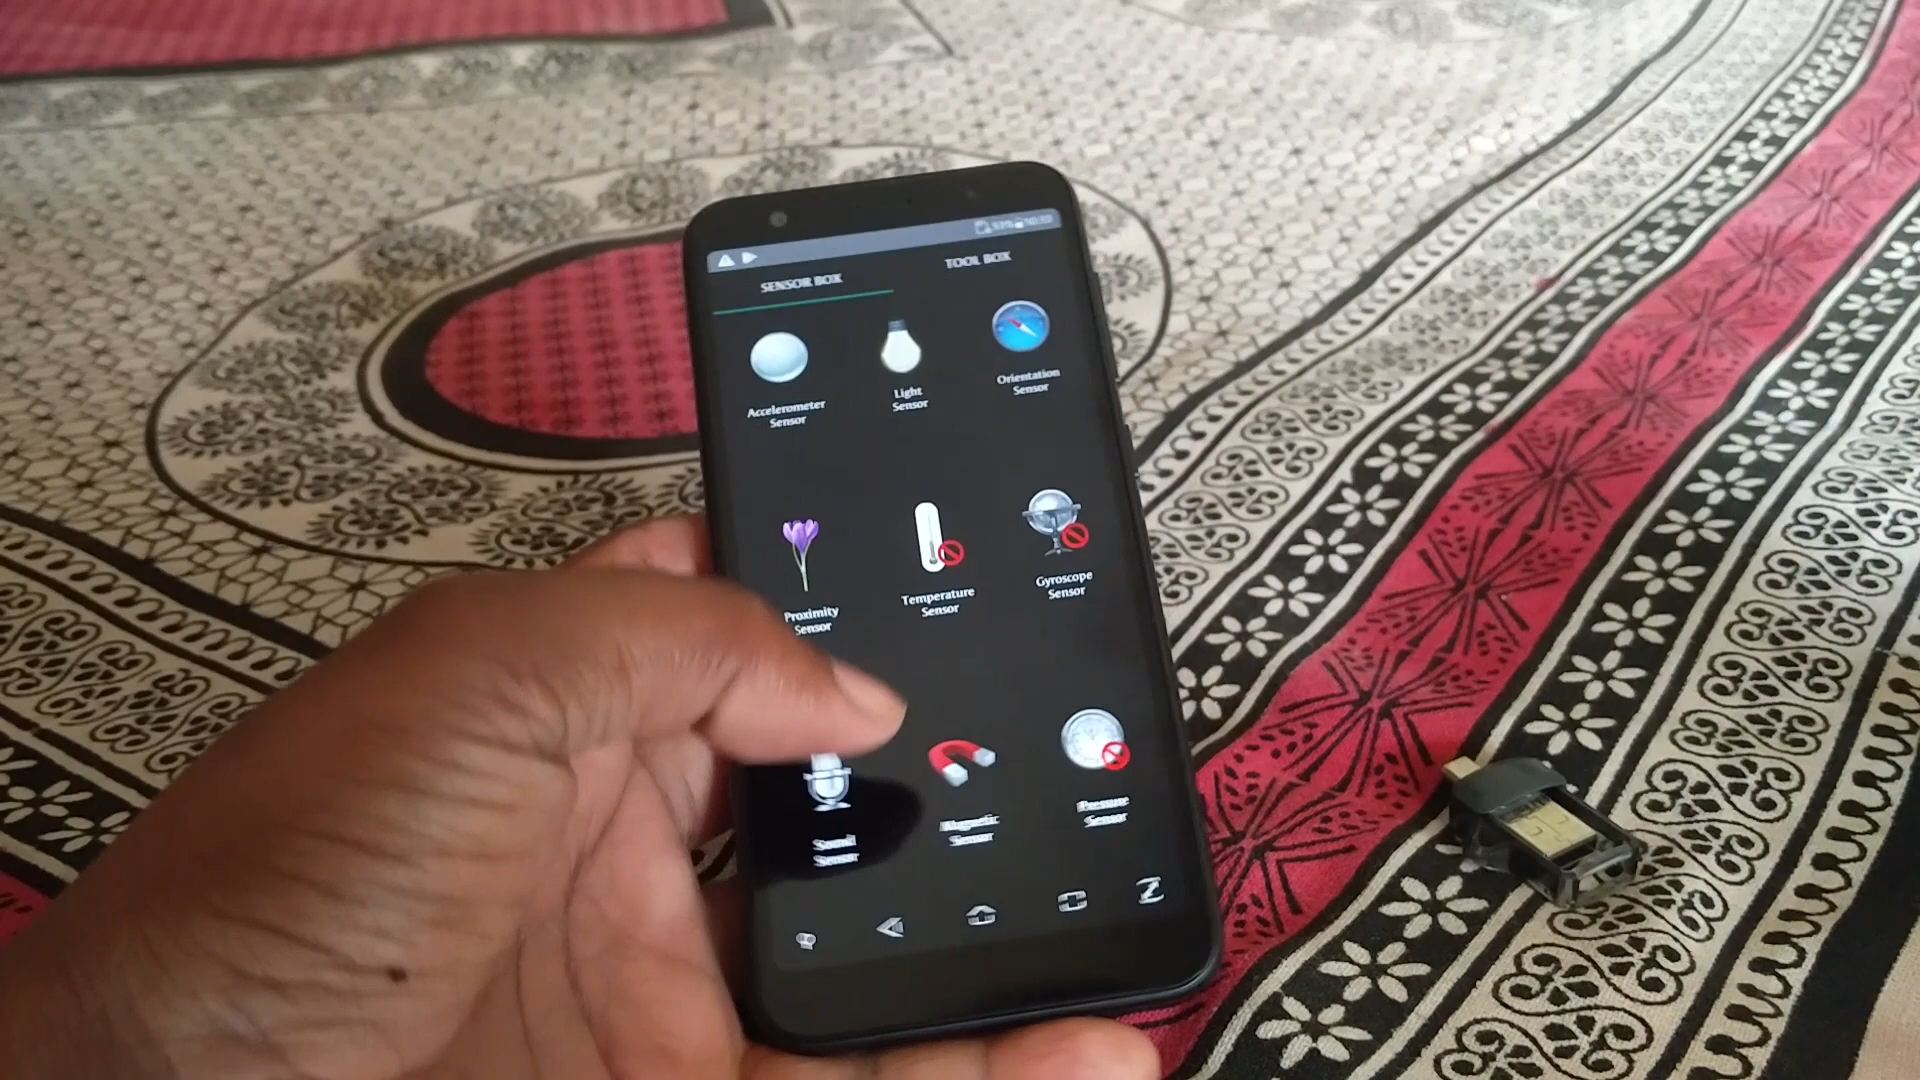 SENSOR BOX
TOOL BOX
Accelerometer
Sensor
Light
Sensor
Orientation
Sensor
Proximity
Sensor
Temperature
Sensor
Gyroscope
Sensor
Sound
Sensor
Magnetic
Sensor
Pressure
Sensor